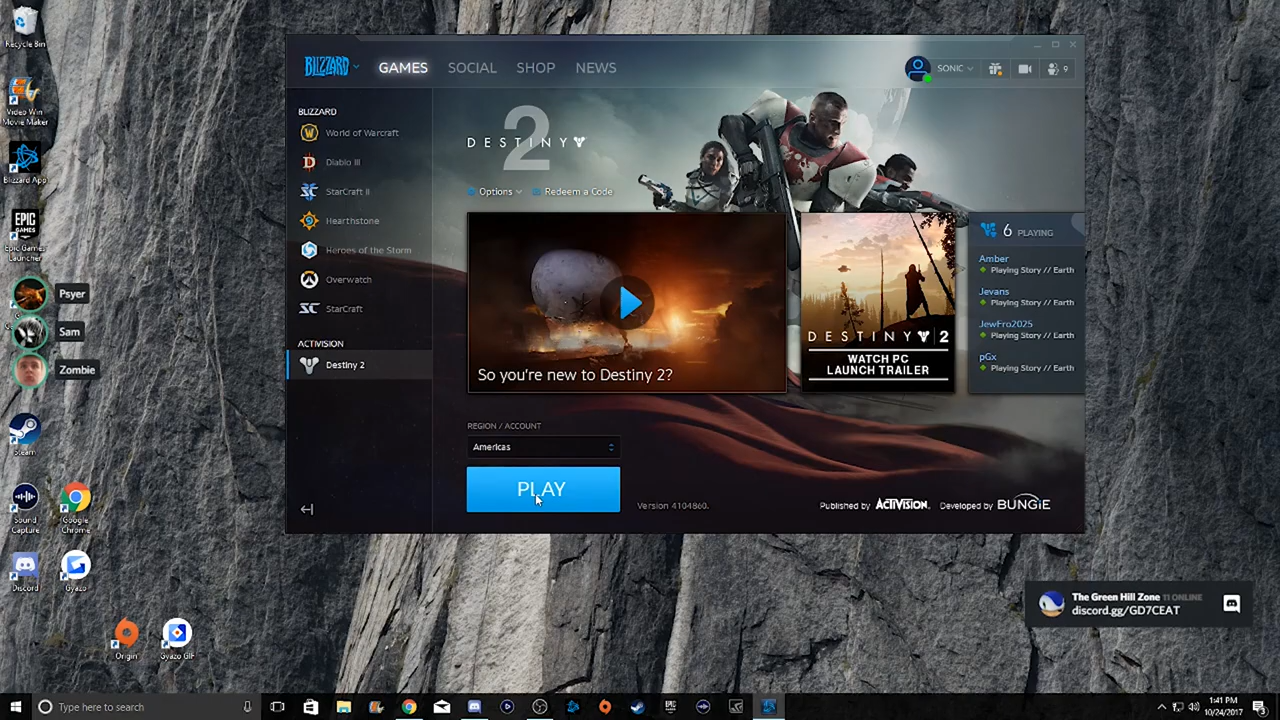 Recycle Bin
Video Win
Movie Maker
Blizzard App
EPIC
GAMES
Epic Games
Launcher
Psyer
Sam
Zombie
Steam
Sound
Capture
Google
Chrome
Discord
Gyazo
Origin
Gyazo GIF
BLIZZARD
GAMES
SOCIAL
SHOP
NEWS
SONIC
9
BLIZZARD
World of Warcraft
Diablo III
StarCraft II
Hearthstone
Heroes of the Storm
Overwatch
StarCraft
ACTIVISION
Destiny 2
2
DESTINY
Options
Redeem a Code
So you're new to Destiny 2?
DESTINY 2
WATCH PC
LAUNCH TRAILER
6 PLAYING
Amber
Playing Story // Earth
Jevans
Playing Story // Earth
JewFro2025
Playing Story // Earth
pGx
Playing Story // Earth
REGION / ACCOUNT
Americas
PLAY
Version 4104860.
Published by ACTIVISION. Developed by BUNGIE
The Green Hill Zone 11 ONLINE
discord.gg/GD7CEAT
Type here to search
1:41 PM
10/24/2017
3